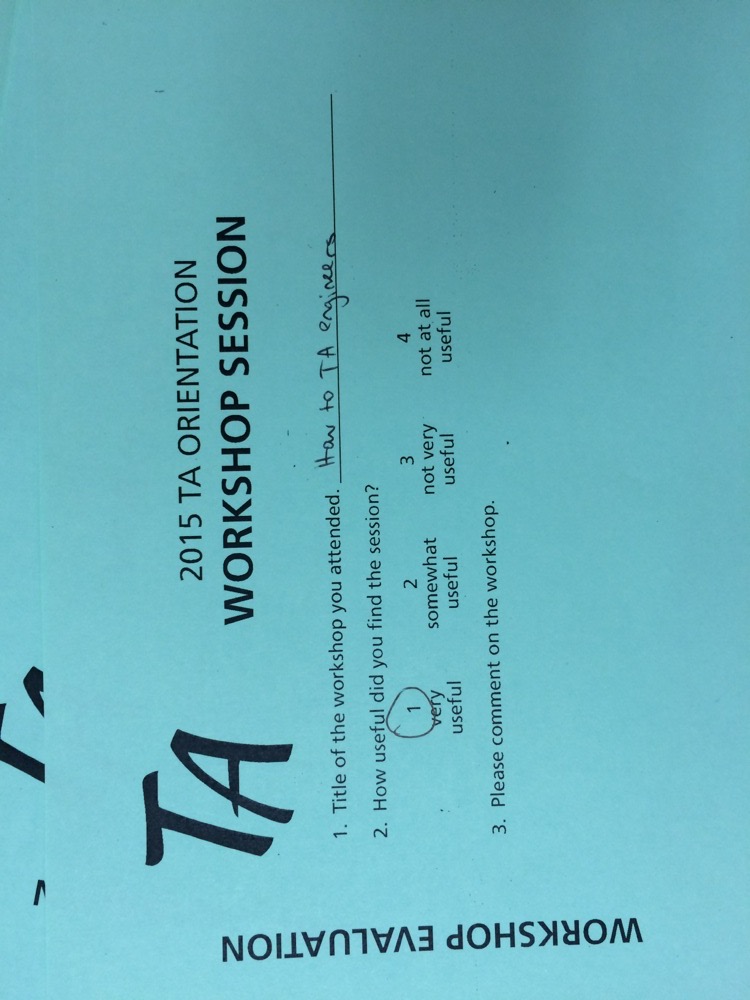 TA
2015 TA ORIENTATION
WORKSHOP SESSION
1. Title of the workshop you attended. How to TA engineers
2. How useful did you find the session?
1 2 3 4
very somewhat not very not at all
useful useful useful useful
3. Please comment on the workshop.
WORKSHOP EVALUATION